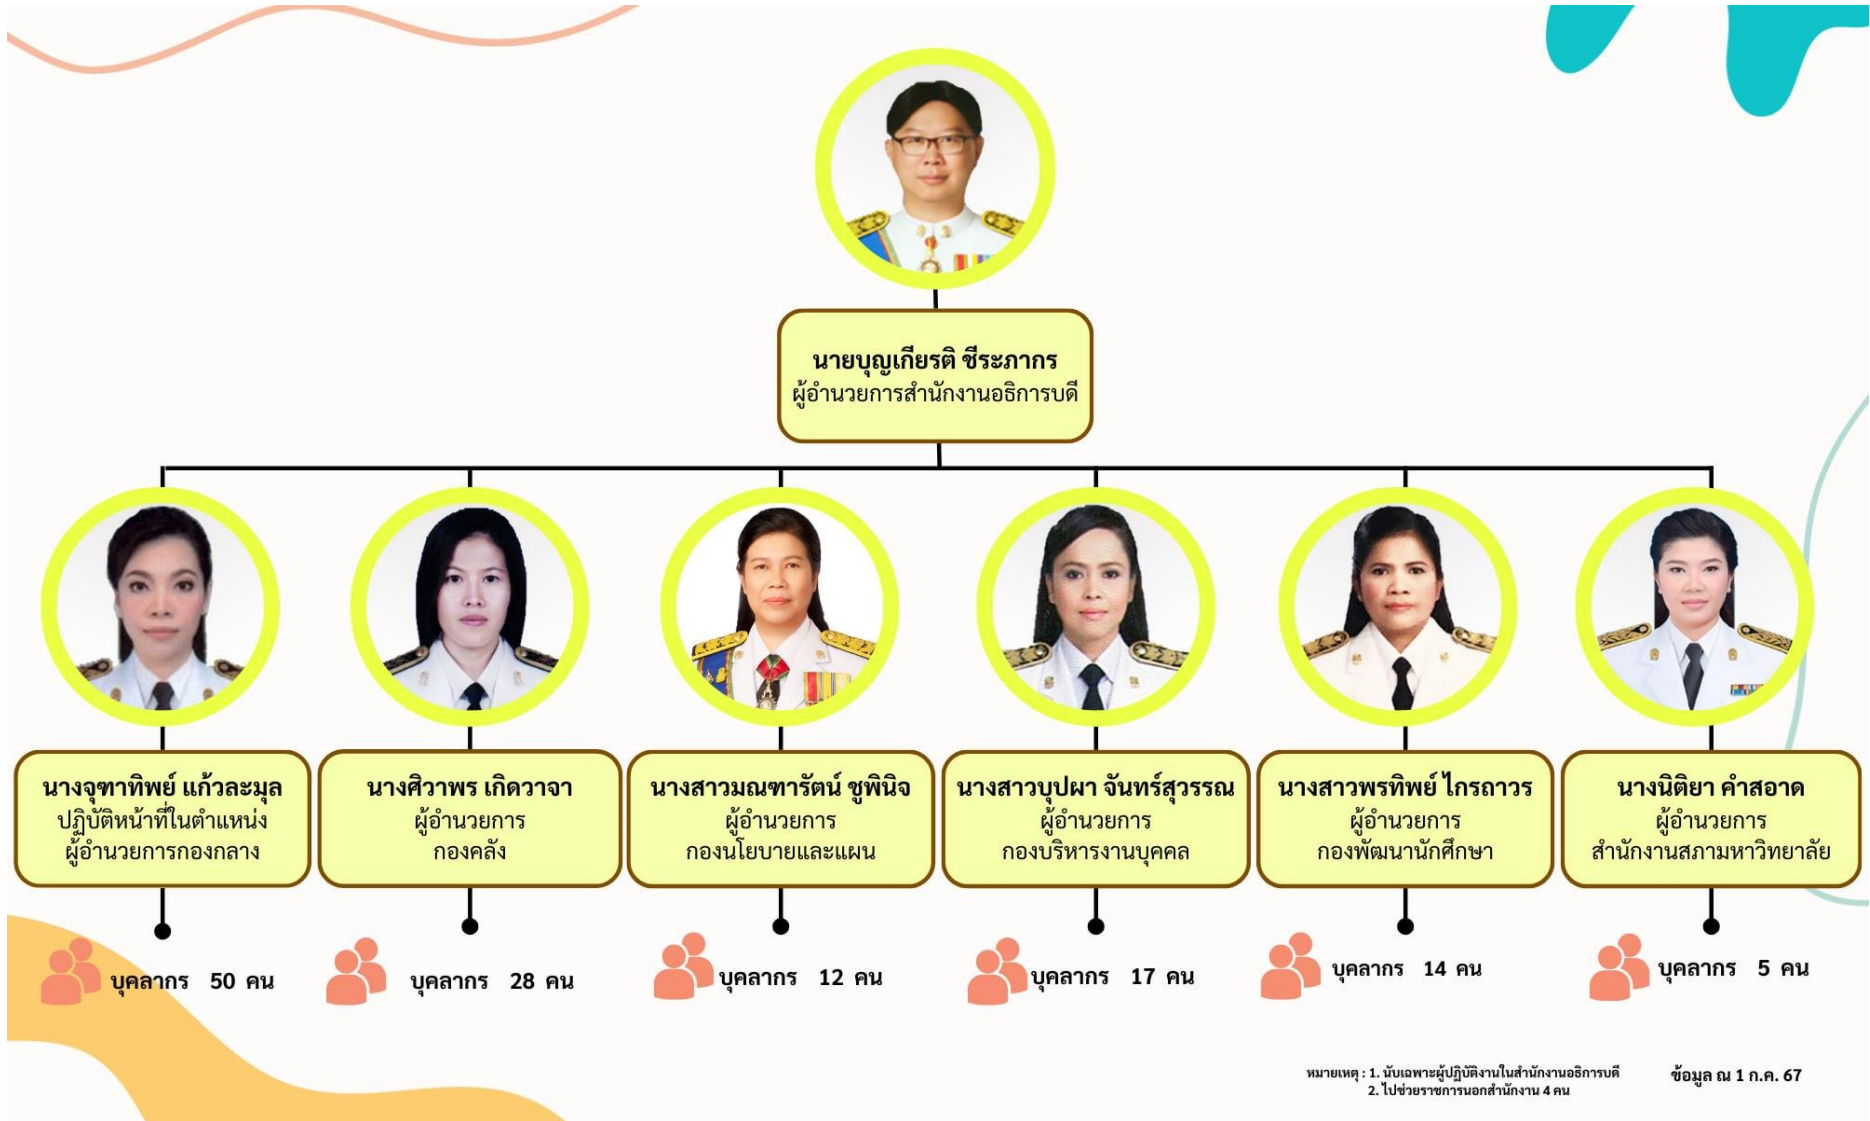 นายบุญเกียรติ ชีระภากร
ผู้อำนวยการสำนักงานอธิการบดี
นางจุฑาทิพย์ แก้วละมุล
ปฏิบัติหน้าที่ในตำแหน่ง
ผู้อำนวยการกองกลาง
นางศิวาพร เกิดวาจา
ผู้อำนวยการ
กองคลัง
นางสาวมณฑารัตน์ ชูพินิจ
ผู้อำนวยการ
กองนโยบายและแผน
นางสาวบุปผา จันทร์สุวรรณ
ผู้อำนวยการ
กองบริหารงานบุคคล
นางสาวพรทิพย์ ไกรถาวร
ผู้อำนวยการ
กองพัฒนานักศึกษา
นางนิติยา คำสอาด
ผู้อำนวยการ
สำนักงานสภามหาวิทยาลัย
บุคลากร 50 คน
บุคลากร 28 คน
บุคลากร 12 คน
บุคลากร 17 คน
บุคลากร 14 คน
บุคลากร 5 คน
หมายเหตุ : 1. นับเฉพาะผู้ปฏิบัติงานในสำนักงานอธิการบดี
2. ไปช่วยราชการนอกสำนักงาน 4 คน
ข้อมูล ณ 1 ก.ค. 67